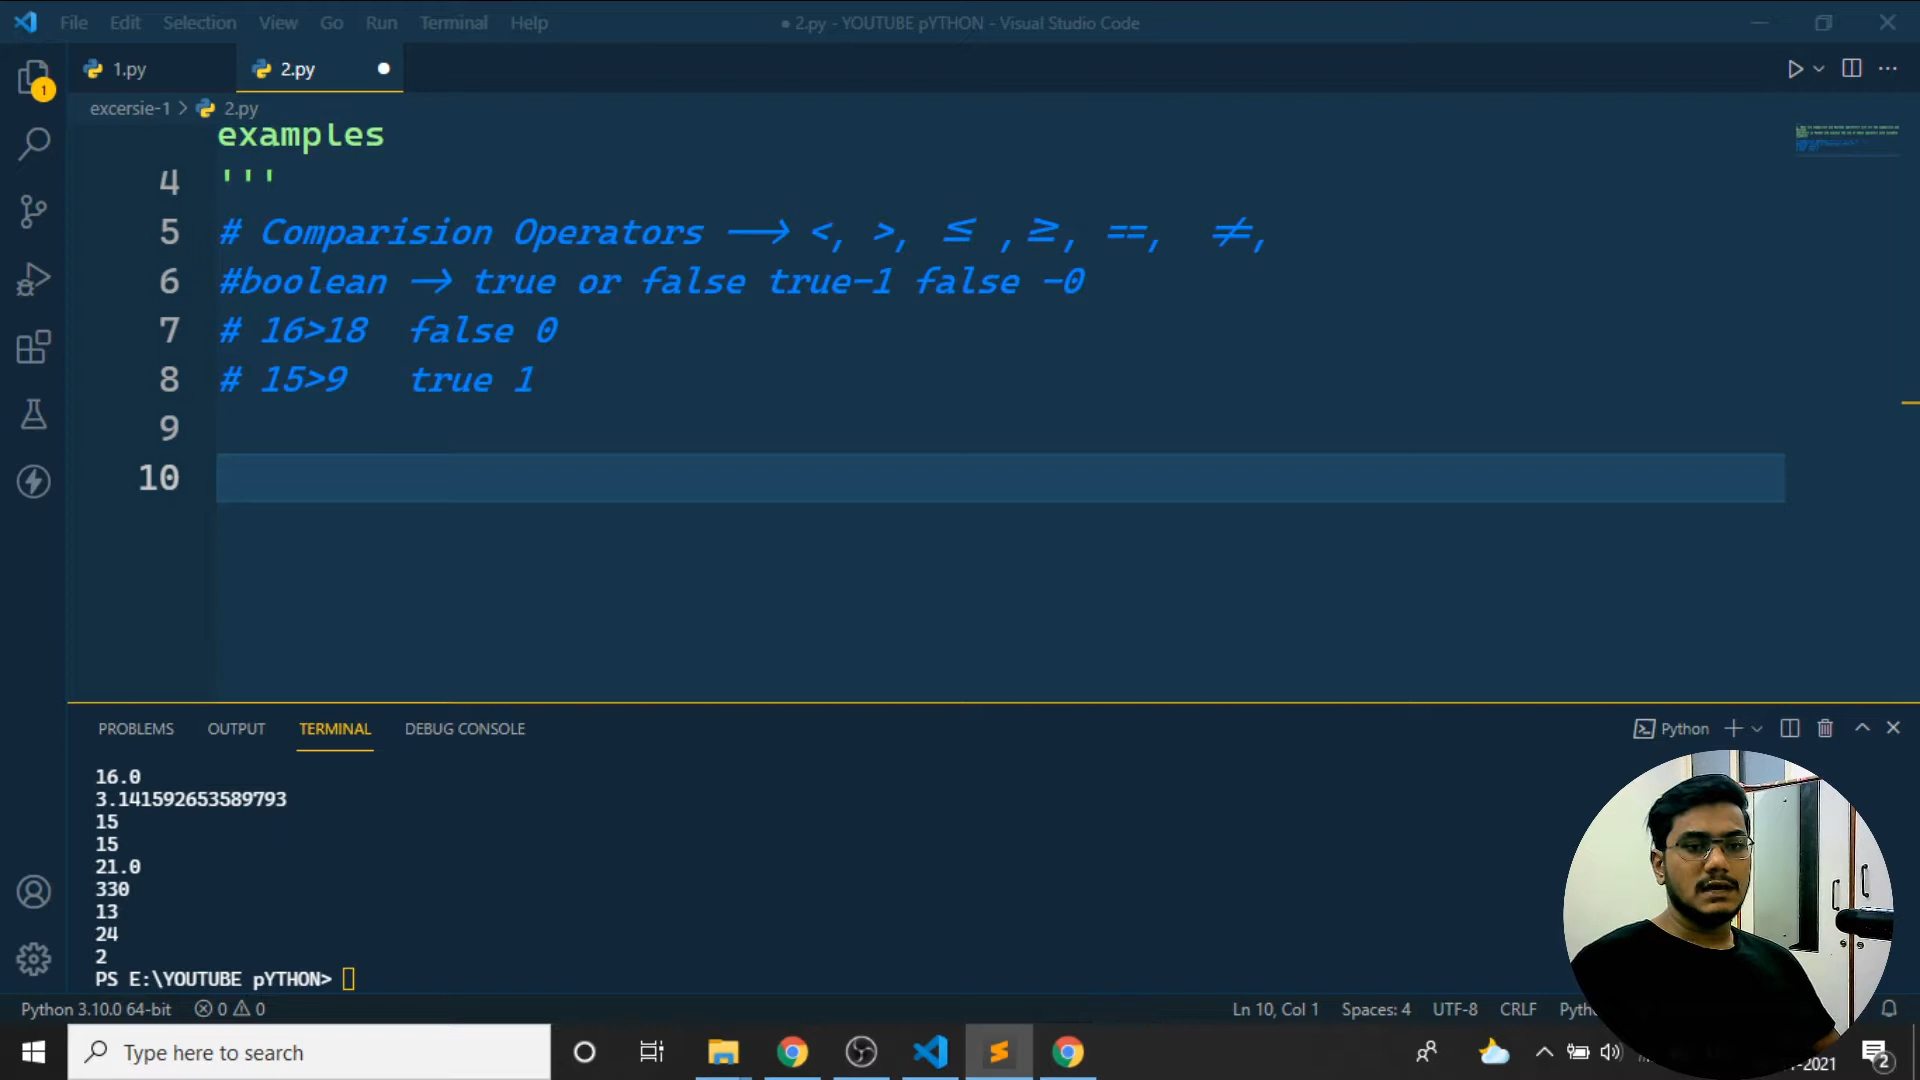 File Edit Selection View Go Run Terminal Help
● 2.py - YOUTUBE pYTHON - Visual Studio Code
1.py
2.py
excersie-1 > 2.py
1
examples
4 '''
5 # Comparision Operators ⟶ <, >, ≤ ,≥, ==, ≠,
6 #boolean -> true or false true-1 false -0
7 # 16>18 false 0
8 # 15>9 true 1
9
10
PROBLEMS OUTPUT TERMINAL DEBUG CONSOLE
Python
16.0
3.141592653589793
15
15
21.0
330
13
24
2
PS E:\YOUTUBE pYTHON>
Python 3.10.0 64-bit 0 0
Ln 10, Col 1 Spaces: 4 UTF-8 CRLF
Type here to search
2021
2